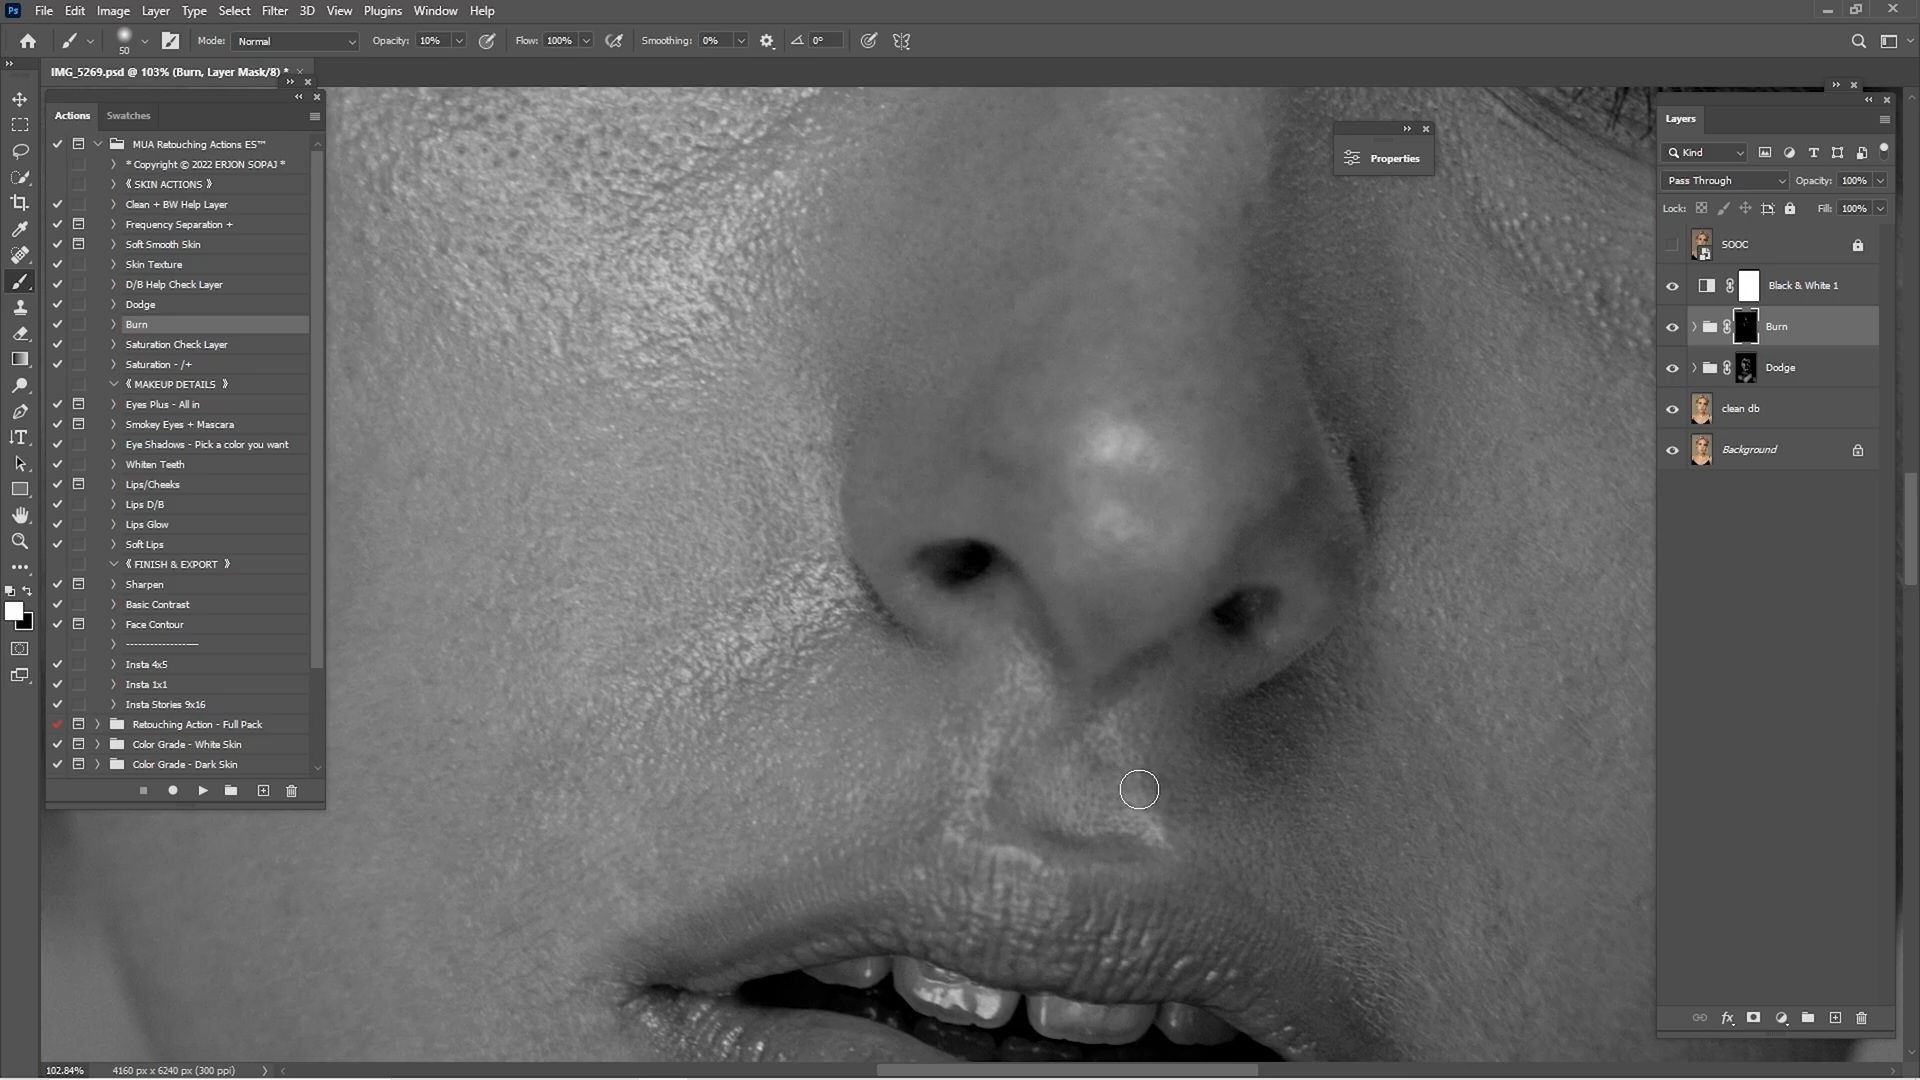 Ps File Edit Image Layer Type Select Filter 3D View Plugins Window Help
50 Mode: Normal Opacity: 10% Flow: 100% Smoothing: 0% 0°
IMG_5269.psd @ 103% (Burn, Layer Mask/8) *
Actions Swatches
MUA Retouching Actions ES™
* Copyright © 2022 ERJON SOPAJ *
《 SKIN ACTIONS 》
Clean + BW Help Layer
Frequency Separation +
Soft Smooth Skin
Skin Texture
D/B Help Check Layer
Dodge
Burn
Saturation Check Layer
Saturation - /+
《 MAKEUP DETAILS 》
Eyes Plus - All in
Smokey Eyes + Mascara
Eye Shadows - Pick a color you want
Whiten Teeth
Lips/Cheeks
Lips D/B
Lips Glow
Soft Lips
《 FINISH & EXPORT 》
Sharpen
Basic Contrast
Face Contour
-------------------
Insta 4x5
Insta 1x1
Insta Stories 9x16
Retouching Action - Full Pack
Color Grade - White Skin
Color Grade - Dark Skin
Properties
Layers
Kind
Pass Through Opacity: 100%
Lock: Fill: 100%
SOOC
Black & White 1
Burn
Dodge
clean db
Background
fx
102.84% 4160 px x 6240 px (300 ppi)